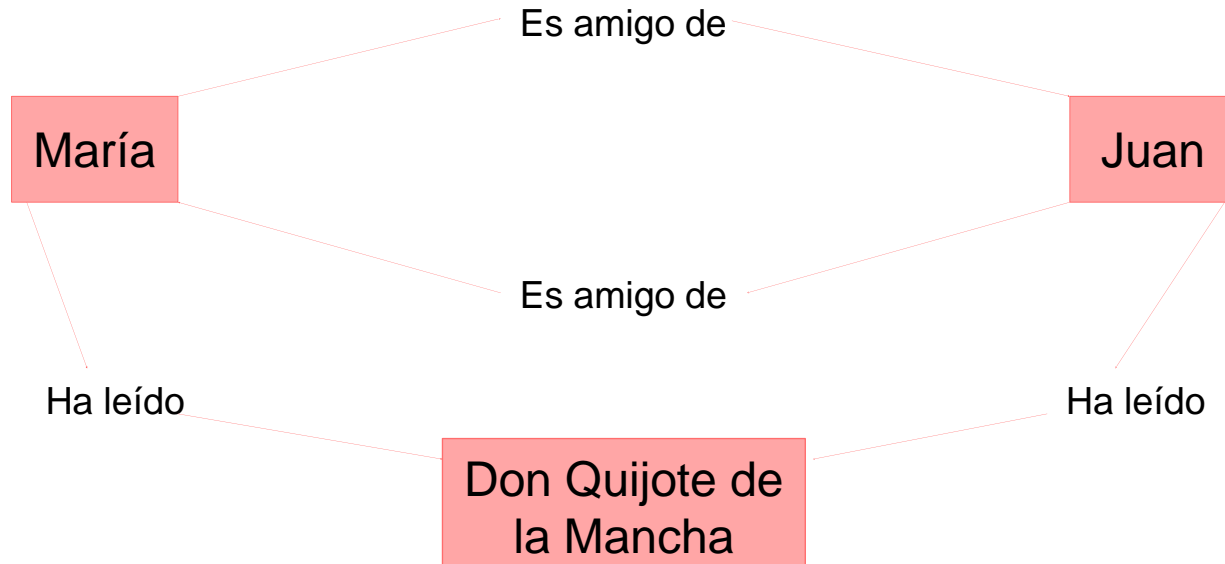 Es amigo de
María
Juan
Es amigo de
Ha leído
Ha leído
Don Quijote de
la Mancha